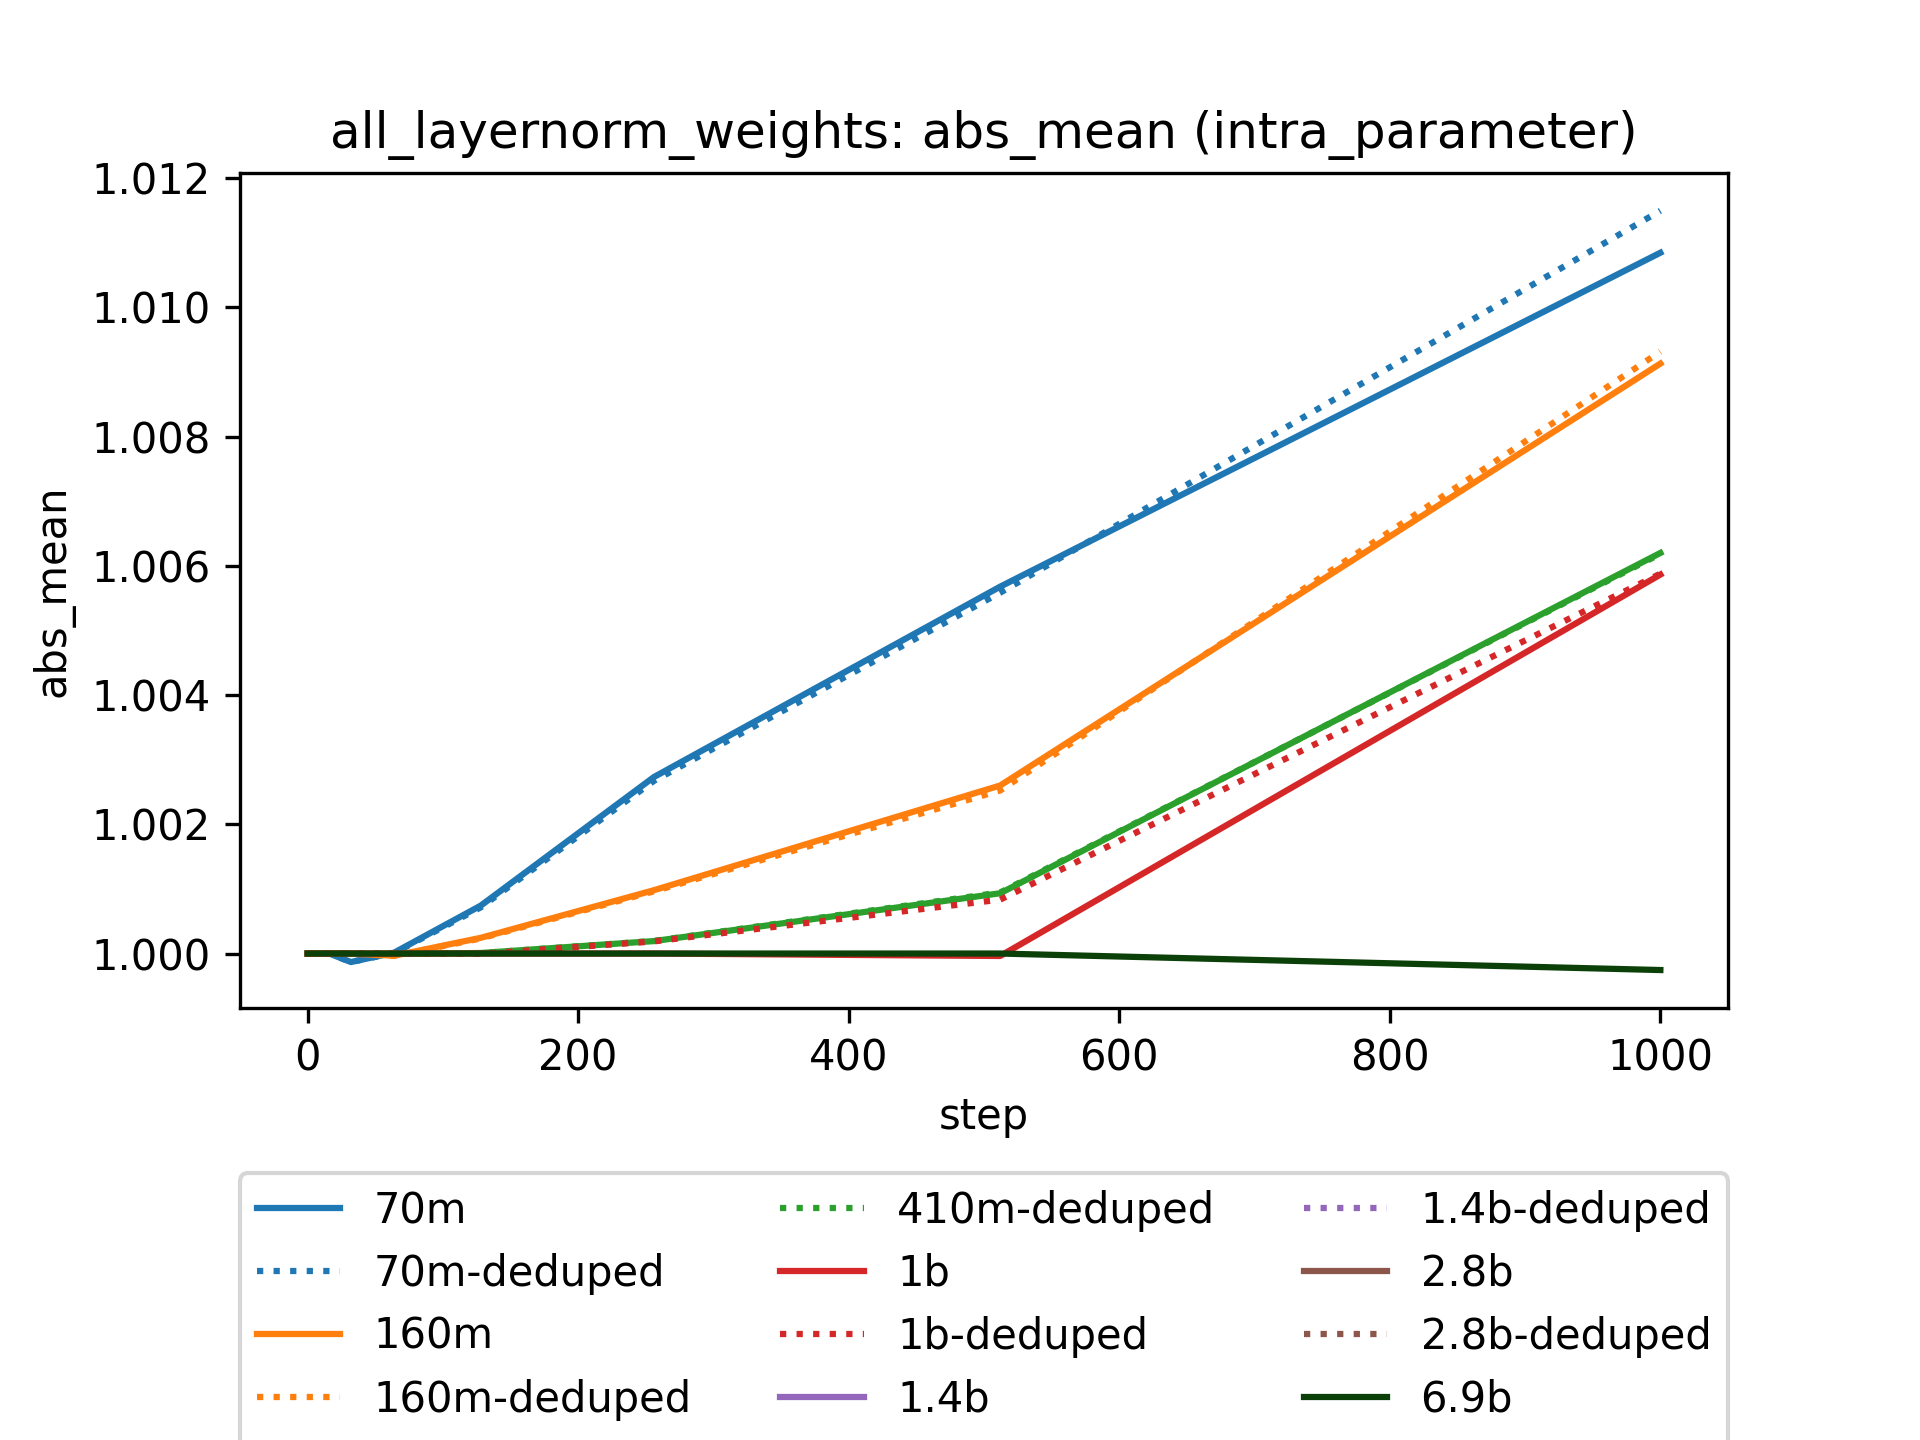 all_layernorm_weights: abs_mean (intra_parameter)
1.012
1.010
1.008
1.006
1.004
1.002
1.000
abs_mean
0 200 400 600 800 1000
step
70m 410m-deduped 1.4b-deduped
70m-deduped 1b 2.8b
160m 1b-deduped 2.8b-deduped
160m-deduped 1.4b 6.9b